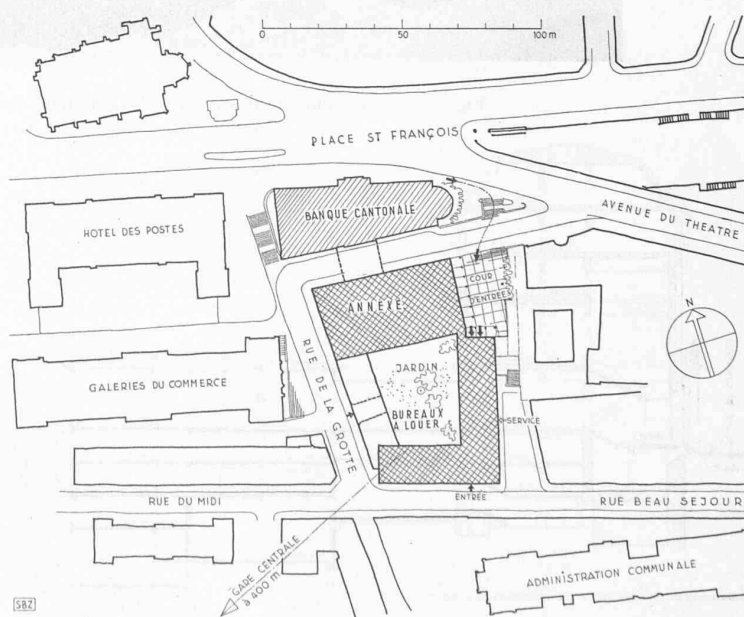 0 50 100 m
PLACE ST FRANÇOIS
BANQUE CANTONALE
AVENUE DU THEATRE
HOTEL DES POSTES
COUR
D'ENTRÉES
ANNEXE
N
RUE DE LA GROTTE
JARDIN
GALERIES DU COMMERCE
BUREAUX
A LOUER
SERVICE
RUE DU MIDI
ENTRÉE
RUE BEAU SEJOUR
GARE CENTRALE
à 400 m
ADMINISTRATION COMMUNALE
SBZ